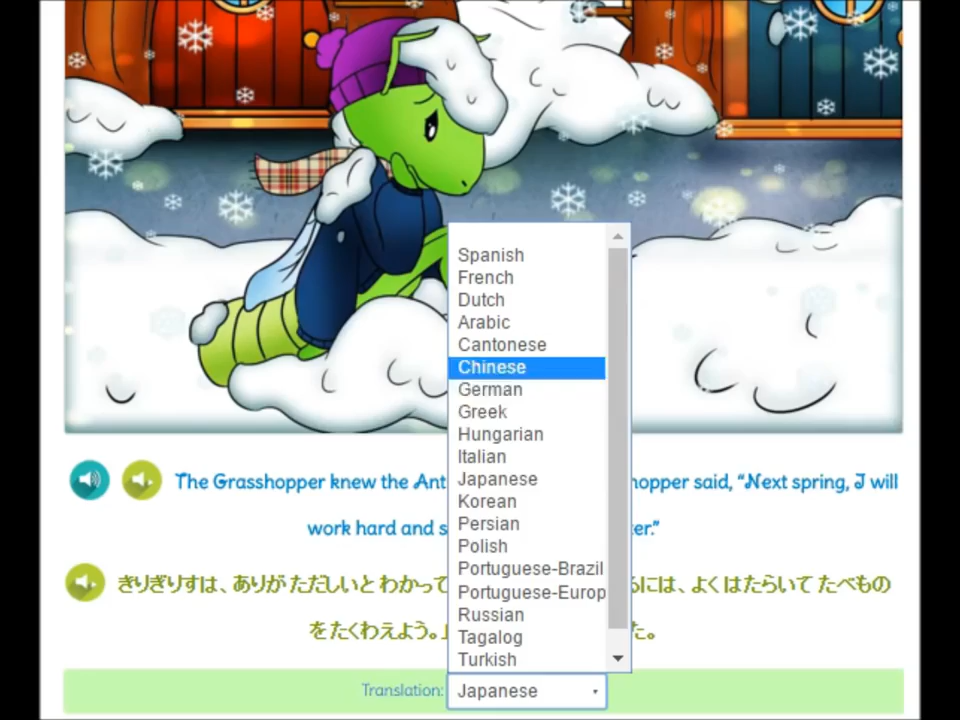 Spanish
French
Dutch
Arabic
Cantonese
Chinese
German
Greek
Hungarian
Italian
Japanese
Korean
Persian
Polish
Portuguese-Brazil
Portuguese-Europ
Russian
Tagalog
Turkish
The Grasshopper knew the Ant hopper said, “Next spring, I will
work hard and s er.”
きりぎりすは、ありが ただしいと わかって るには、よく はたらいて たべもの
を たくわえよう。 た。
Translation: Japanese